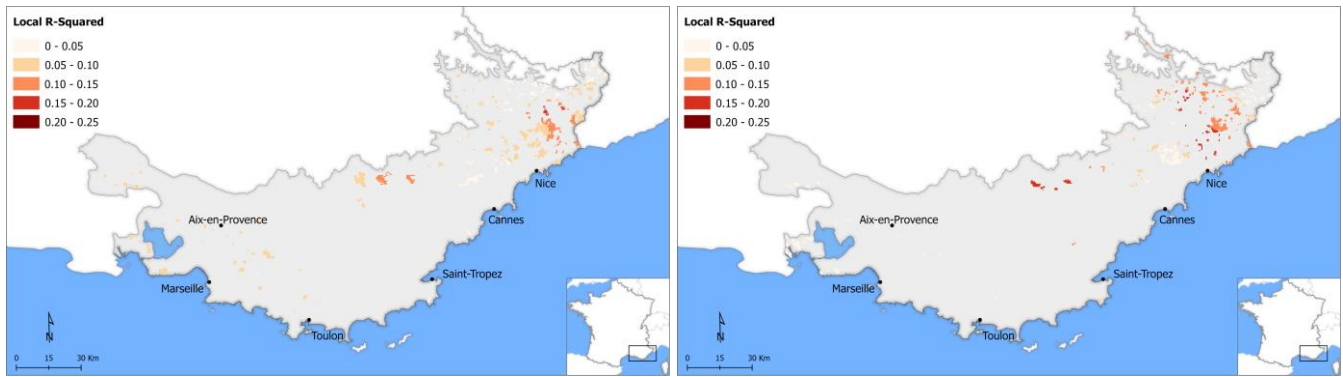 Local R-Squared
0 - 0.05
0.05 - 0.10
0.10 - 0.15
0.15 - 0.20
0.20 - 0.25
Nice
Cannes
Aix-en-Provence
Saint-Tropez
Marseille
Toulon
N
0 15 30 Km
Local R-Squared
0 - 0.05
0.05 - 0.10
0.10 - 0.15
0.15 - 0.20
0.20 - 0.25
Nice
Cannes
Aix-en-Provence
Saint-Tropez
Marseille
Toulon
N
0 15 30 Km